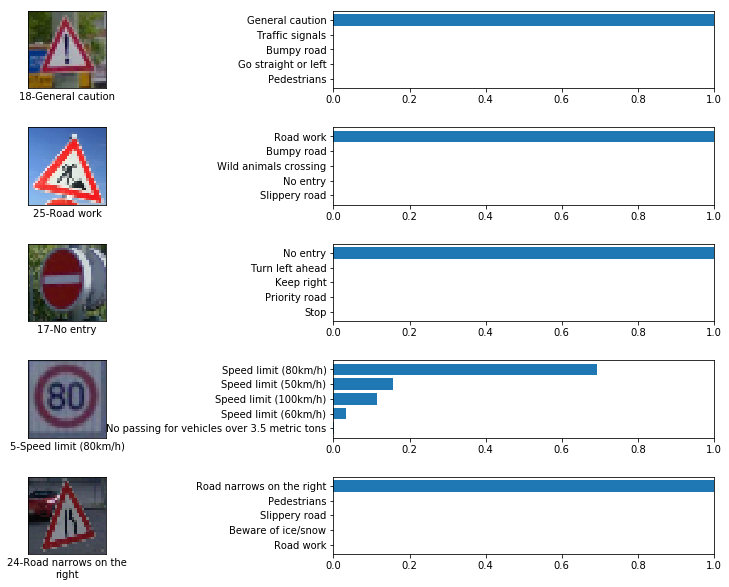 General caution
Traffic signals
Bumpy road
Go straight or left
Pedestrians
0.0 0.2 0.4 0.6 0.8 1.0
18-General caution
Road work
Bumpy road
Wild animals crossing
No entry
Slippery road
0.0 0.2 0.4 0.6 0.8 1.0
25-Road work
No entry
Turn left ahead
Keep right
Priority road
Stop
0.0 0.2 0.4 0.6 0.8 1.0
17-No entry
80
Speed limit (80km/h)
Speed limit (50km/h)
Speed limit (100km/h)
Speed limit (60km/h)
No passing for vehicles over 3.5 metric tons
0.0 0.2 0.4 0.6 0.8 1.0
5-Speed limit (80km/h)
Road narrows on the right
Pedestrians
Slippery road
Beware of ice/snow
Road work
0.0 0.2 0.4 0.6 0.8 1.0
24-Road narrows on the
right